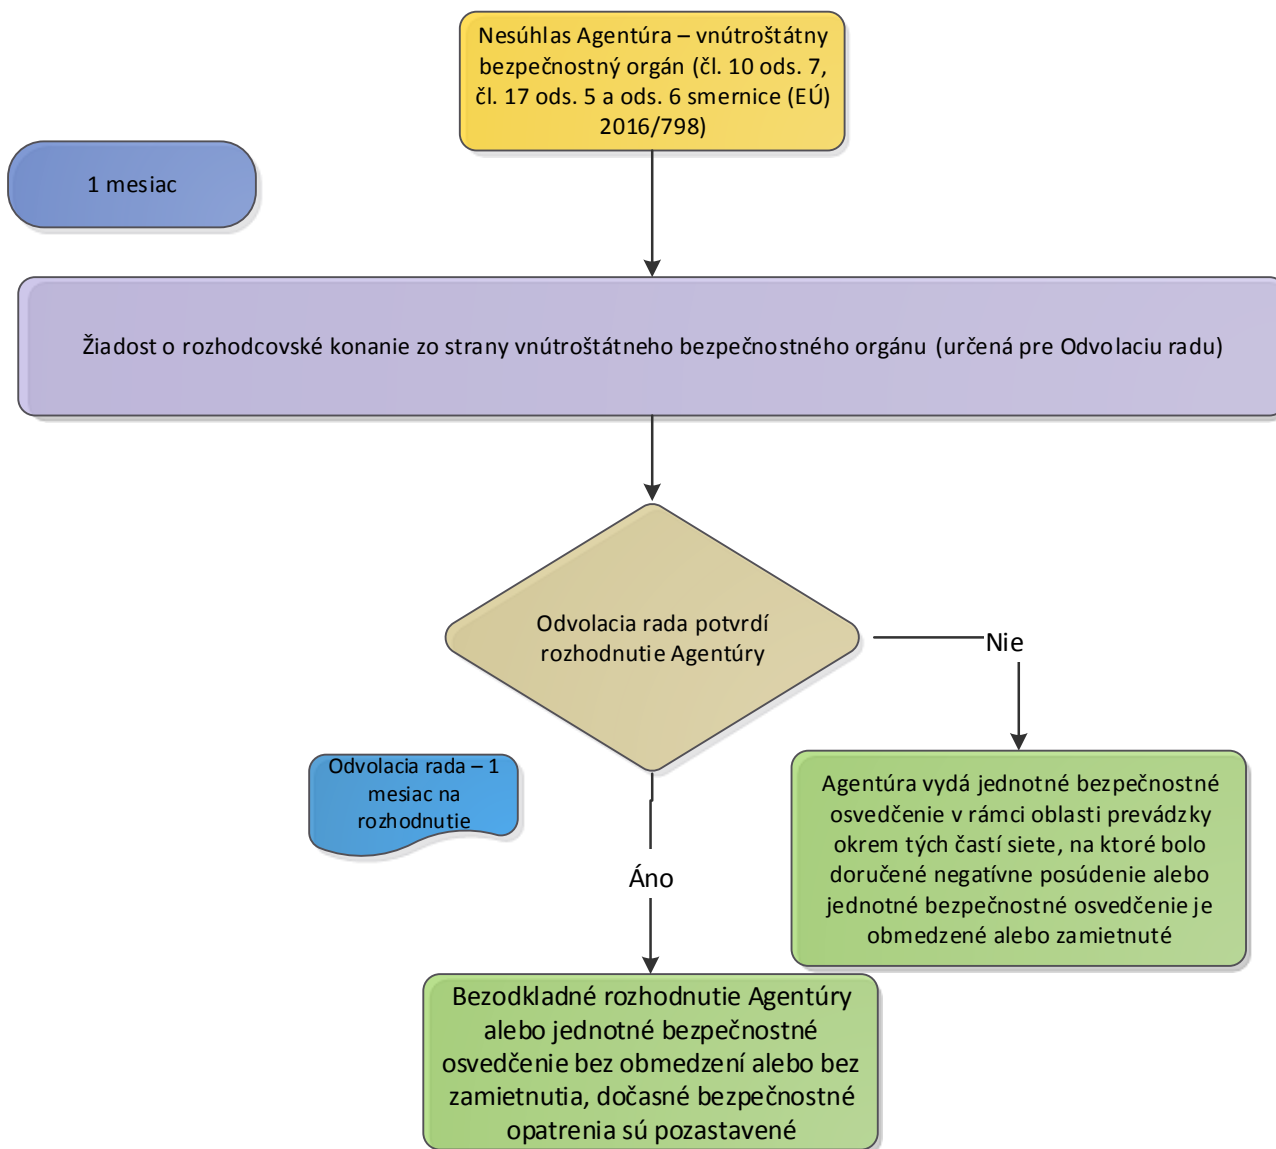 Nesúhlas Agentúra – vnútroštátny
bezpečnostný orgán (čl. 10 ods. 7,
čl. 17 ods. 5 a ods. 6 smernice (EÚ)
2016/798)
1 mesiac
Žiadost o rozhodcovské konanie zo strany vnútroštátneho bezpečnostného orgánu (určená pre Odvolaciu radu)
Odvolacia rada potvrdí
rozhodnutie Agentúry
Nie
Odvolacia rada – 1
mesiac na
rozhodnutie
Agentúra vydá jednotné bezpečnostné
osvedčenie v rámci oblasti prevádzky
okrem tých častí siete, na ktoré bolo
doručené negatívne posúdenie alebo
jednotné bezpečnostné osvedčenie je
obmedzené alebo zamietnuté
Áno
Bezodkladné rozhodnutie Agentúry
alebo jednotné bezpečnostné
osvedčenie bez obmedzení alebo bez
zamietnutia, dočasné bezpečnostné
opatrenia sú pozastavené